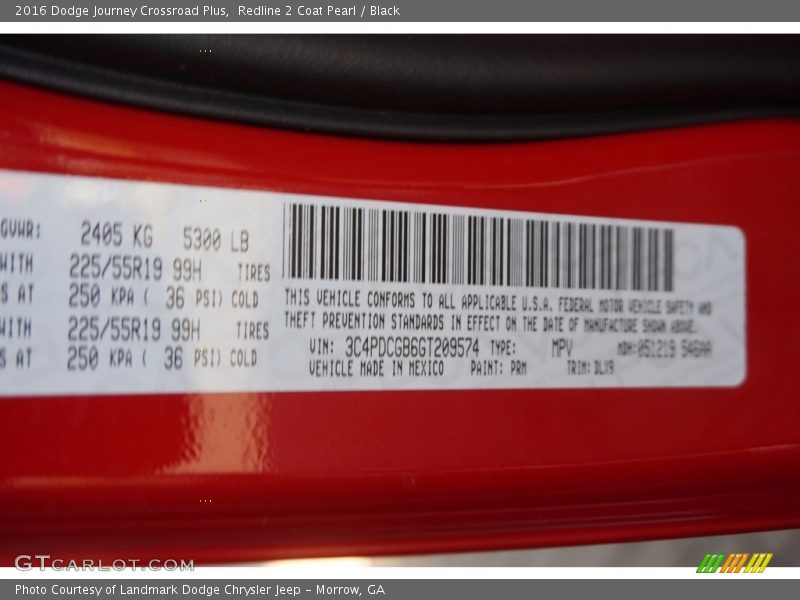 2016 Dodge Journey Crossroad Plus, Redline 2 Coat Pearl / Black
GVWR: 2405 KG 5300 LB
WITH 225/55R19 99H TIRES
S AT 250 KPA ( 36 PSI) COLD
WITH 225/55R19 99H TIRES
S AT 250 KPA ( 36 PSI) COLD
THIS VEHICLE CONFORMS TO ALL APPLICABLE U.S.A. FEDERAL MOTOR VEHICLE SAFETY AND
THEFT PREVENTION STANDARDS IN EFFECT ON THE DATE OF MANUFACTURE SHOWN ABOVE.
VIN: 3C4PDCGB6GT209574 TYPE: MPV MDH:051219 546AA
VEHICLE MADE IN MEXICO PAINT: PRM TRIM: DLX9
GTcarlot.com
Photo Courtesy of Landmark Dodge Chrysler Jeep – Morrow, GA